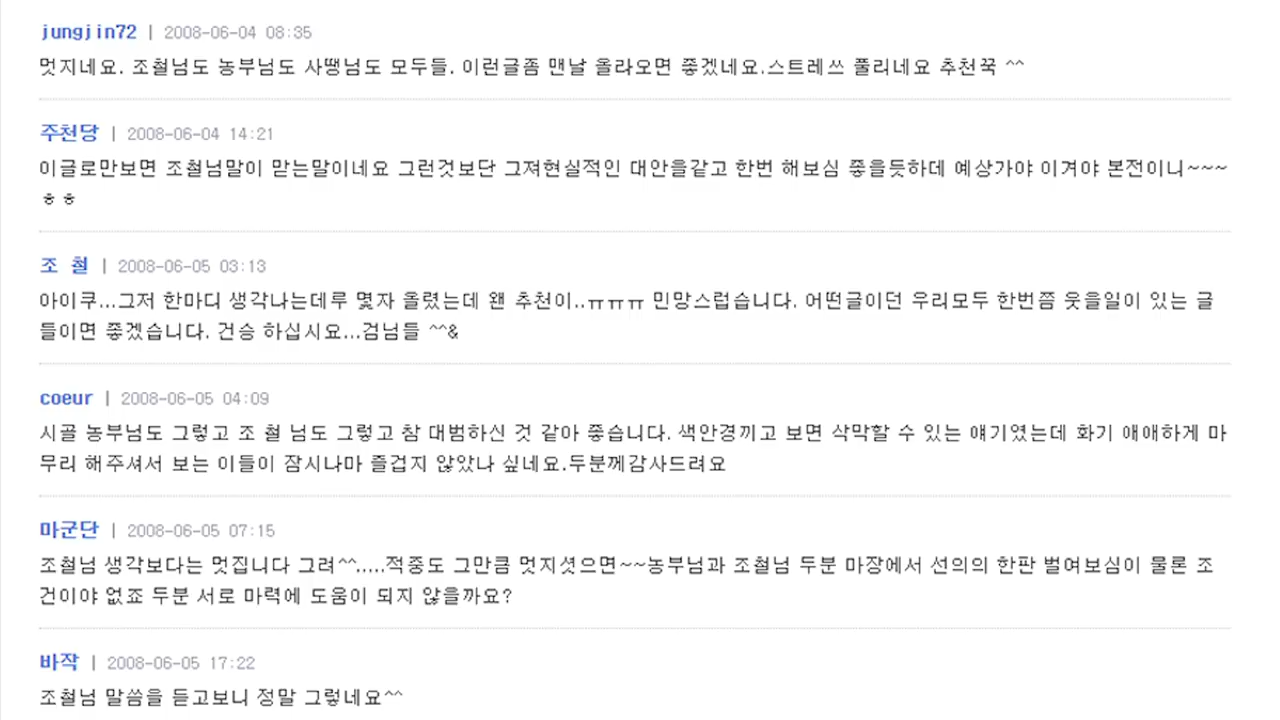 jungjin72 | 2008-06-04 08:35
멋지네요. 조철님도 농부님도 사땡님도 모두들. 이런글좀 맨날 올라오면 좋겠네요.스트레쓰 풀리네요 추천꾹 ^^
주천당 | 2008-06-04 14:21
이글로만보면 조철님말이 맏는말이네요 그런것보단 그져현실적인 대안을같고 한번 해보심 좋을듯하데 예상가야 이겨야 본전이니~~~
ㅎㅎ
조 철 | 2008-06-05 03:13
아이쿠...그저 한마디 생각나는데루 몇자 올렸는데 왠 추천이..ㅠㅠㅠ 민망스럽습니다. 어떤글이던 우리모두 한번쯤 웃을일이 있는 글
들이면 좋겠습니다. 건승 하십시요...검님들 ^^&
coeur | 2008-06-05 04:09
시골 농부님도 그렇고 조 철 님도 그렇고 참 대범하신 것 같아 좋습니다. 색안경끼고 보면 삭막할 수 있는 얘기였는데 화기 애애하게 마
무리 해주셔서 보는 이들이 잠시나마 즐겁지 않았나 싶네요.두분께감사드려요
마군단 | 2008-06-05 07:15
조철님 생각보다는 멋집니다 그려^^.....적중도 그만큼 멋지셧으면~~농부님과 조철님 두분 마장에서 선의의 한판 벌여보심이 물론 조
건이야 없죠 두분 서로 마력에 도움이 되지 않을까요?
바작 | 2008-06-05 17:22
조철님 말씀을 듣고보니 정말 그렇네요^^